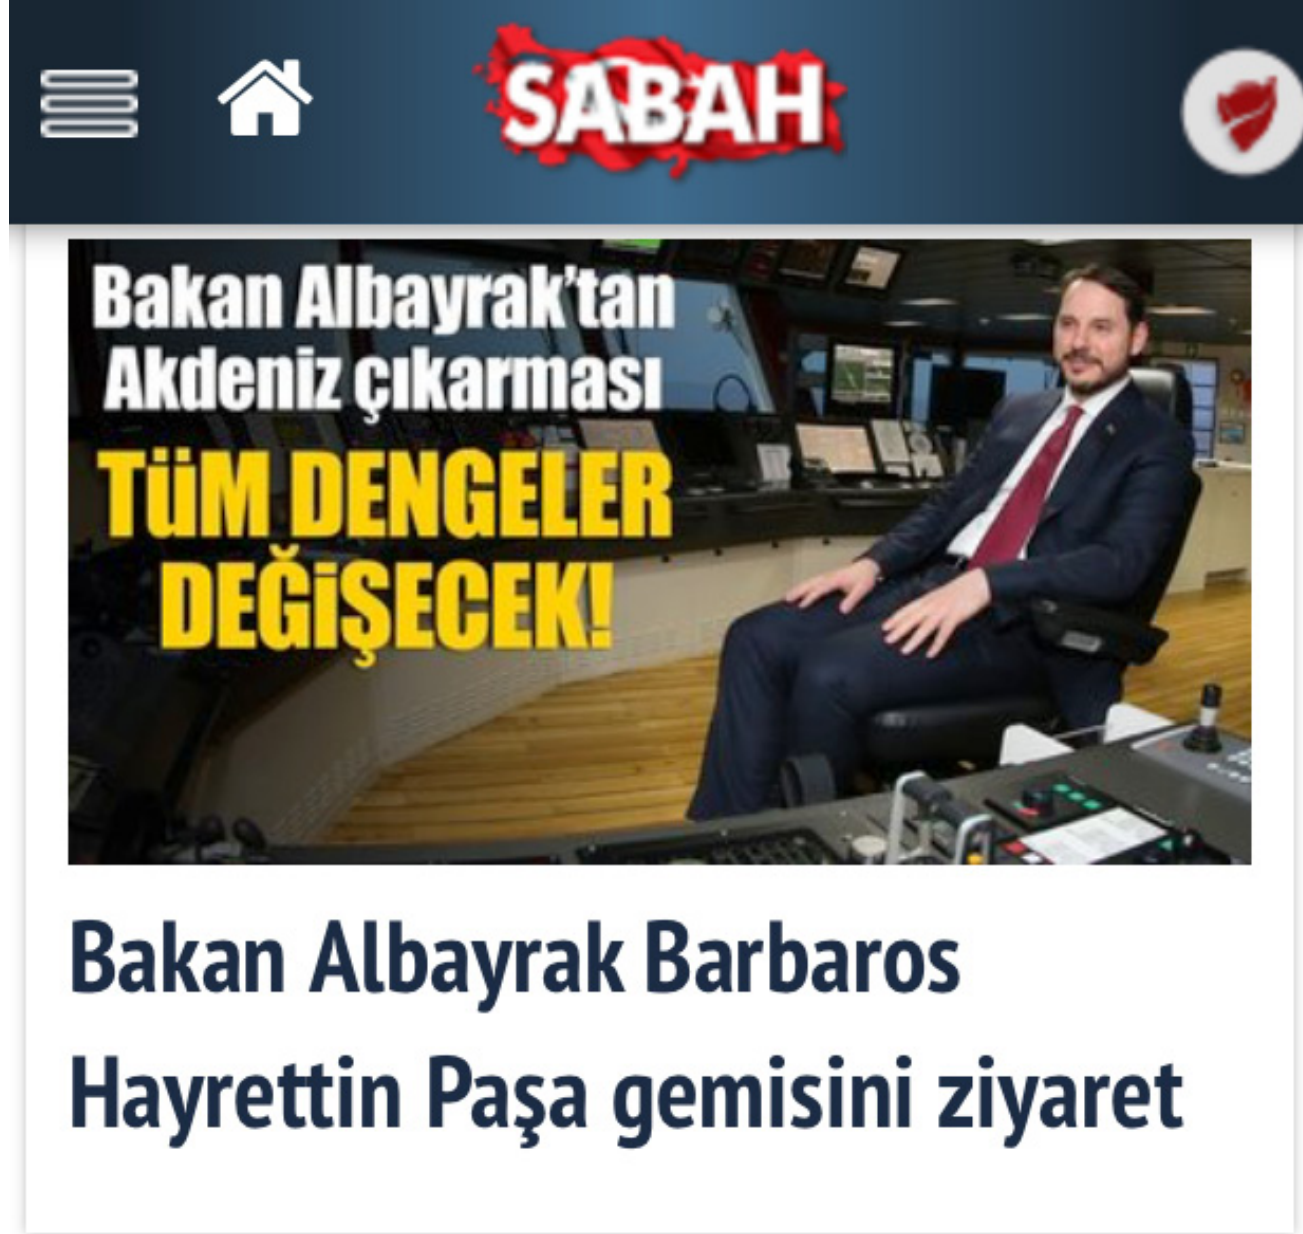 SABAH
Bakan Albayrak'tan
Akdeniz çıkarması
TÜM DENGELER
DEĞİŞECEK!
Bakan Albayrak Barbaros
Hayrettin Paşa gemisini ziyaret